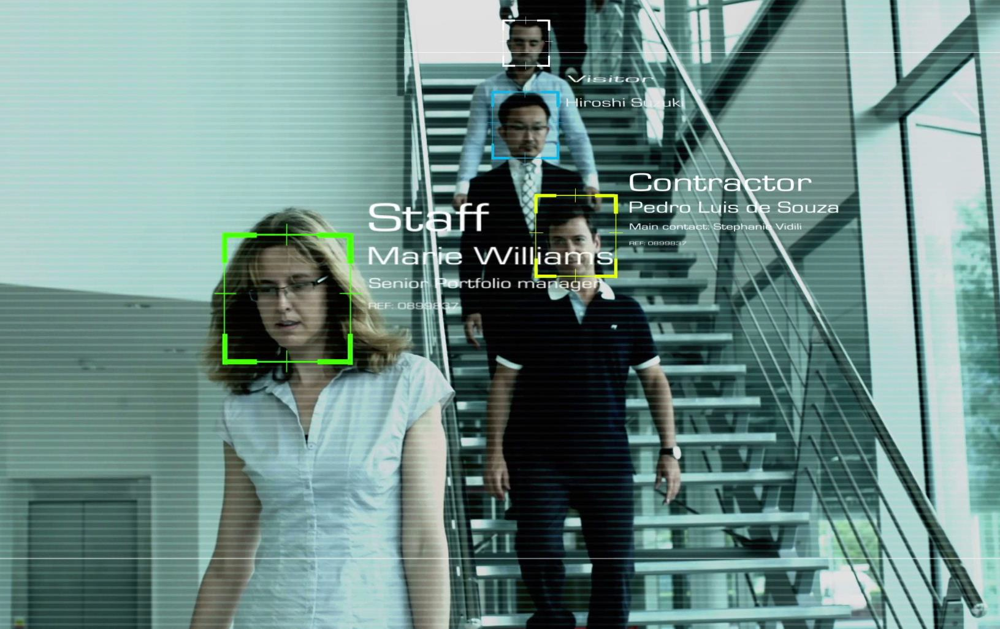 Visitor
Hiroshi Suzuki
Contractor
Pedro Luis de Souza
Main contact: Stephanie Vidili
REF: 0899837
Staff
Marie Williams
Senior Portfolio manager
REF: 0899837